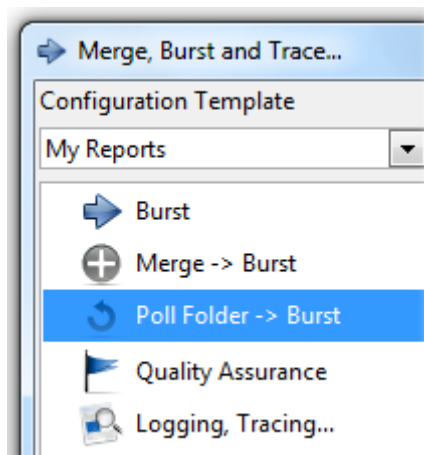 Merge, Burst and Trace...
Configuration Template
My Reports
Burst
Merge -> Burst
Poll Folder -> Burst
Quality Assurance
Logging, Tracing...